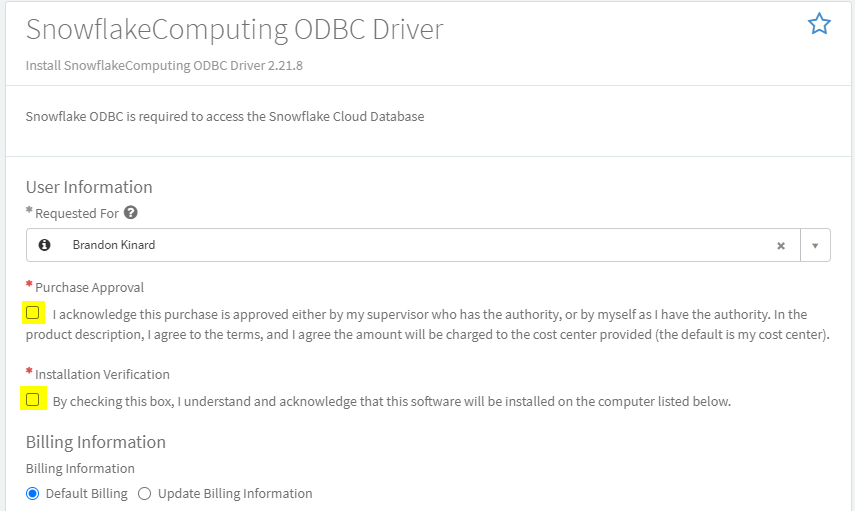 SnowflakeComputing ODBC Driver
Install SnowflakeComputing ODBC Driver 2.21.8
Snowflake ODBC is required to access the Snowflake Cloud Database
User Information
* Requested For
Brandon Kinard
* Purchase Approval
I acknowledge this purchase is approved either by my supervisor who has the authority, or by myself as I have the authority. In the
product description, I agree to the terms, and I agree the amount will be charged to the cost center provided (the default is my cost center).
* Installation Verification
By checking this box, I understand and acknowledge that this software will be installed on the computer listed below.
Billing Information
Billing Information
Default Billing Update Billing Information